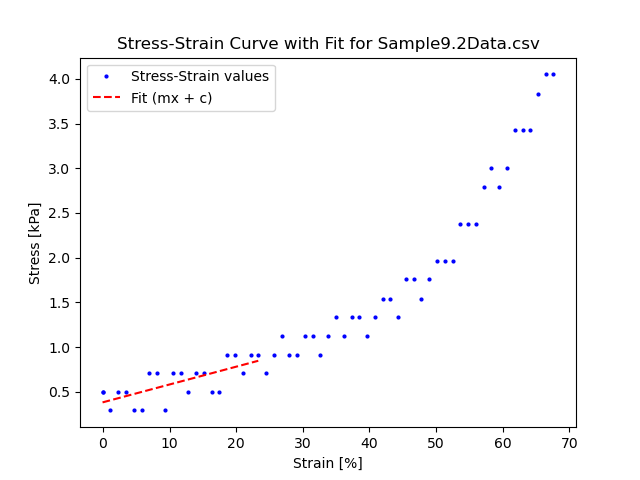 Stress-Strain Curve with Fit for Sample9.2Data.csv
Stress-Strain values
Fit (mx + c)
4.0
3.5
3.0
2.5
2.0
1.5
1.0
0.5
Stress [kPa]
0 10 20 30 40 50 60 70
Strain [%]